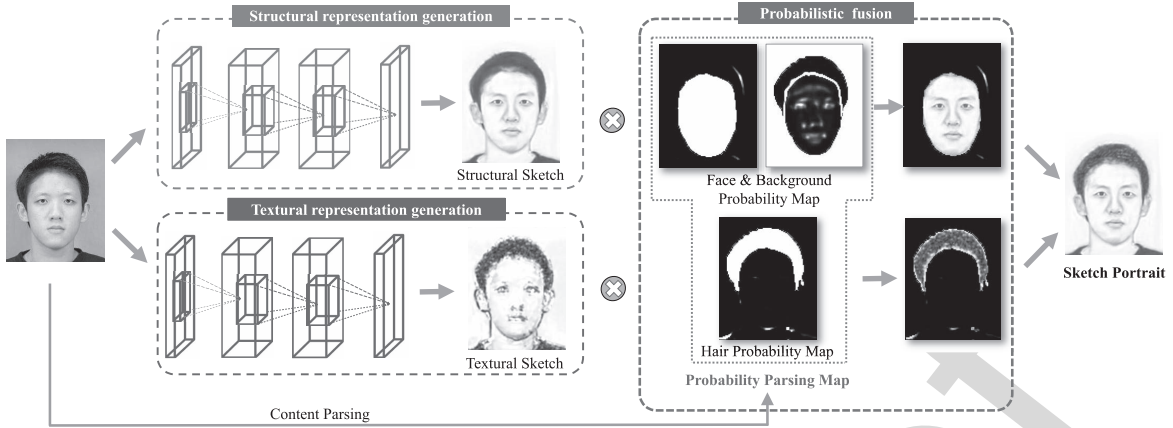 Structural representation generation
Probabilistic fusion
Structural Sketch
Face & Background
Probability Map
Textural representation generation
Sketch Portrait
Textural Sketch
Hair Probability Map
Probability Parsing Map
Content Parsing